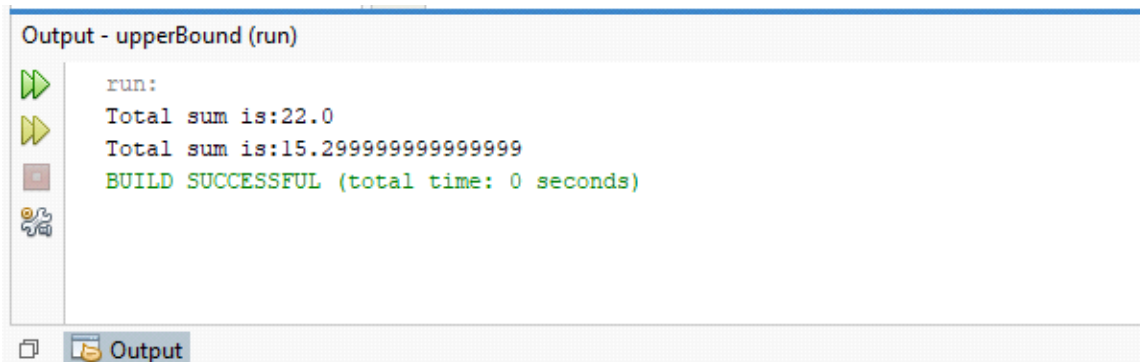 Output - upperBound (run)
run:
Total sum is:22.0
Total sum is:15.299999999999999
BUILD SUCCESSFUL (total time: 0 seconds)
Output